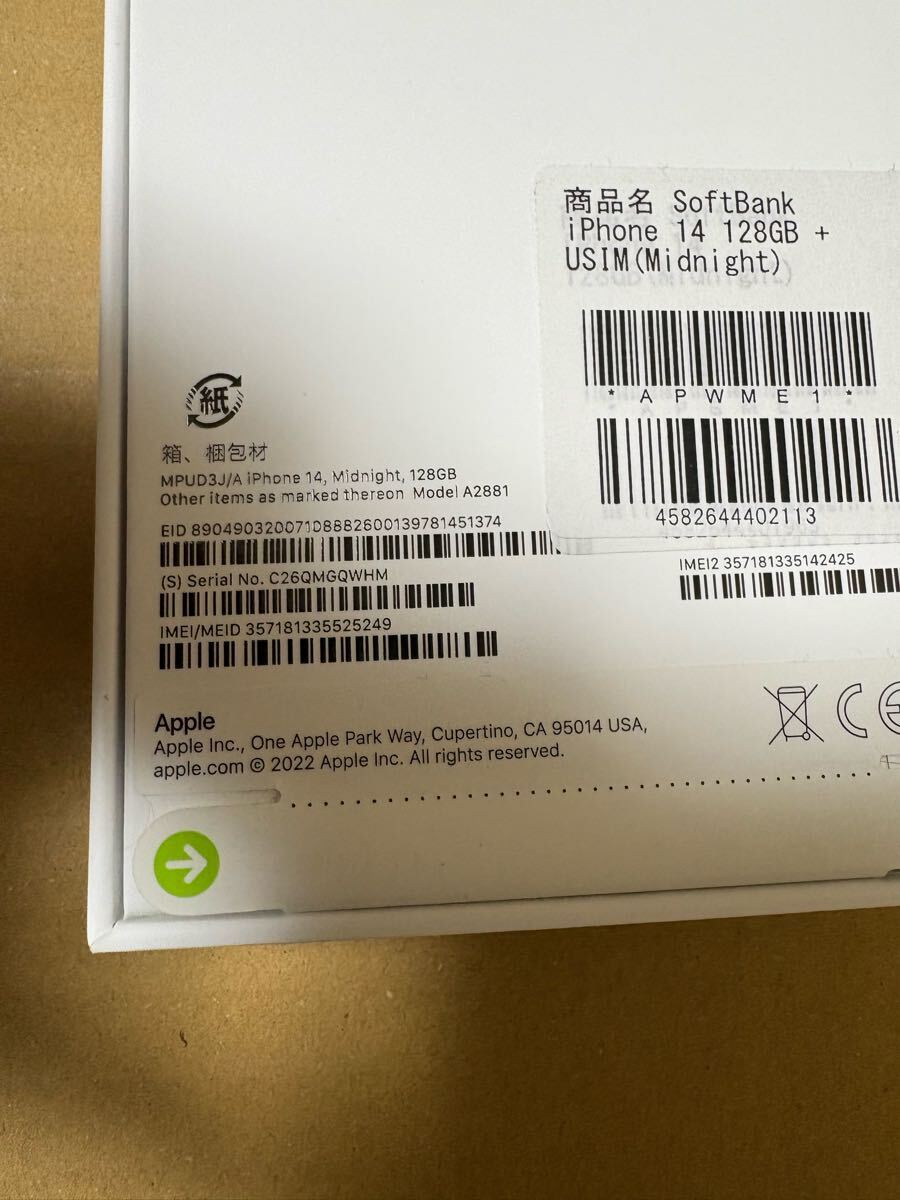 商品名 SoftBank
iPhone 14 128GB +
USIM(Midnight)
* A P W M E 1 *
4582644402113
紙
箱、梱包材
MPUD3J/A iPhone 14, Midnight, 128GB
Other items as marked thereon Model A2881
EID 89049032007108882600139781451374
(S) Serial No. C26QMGQWHM
IMEI/MEID 357181335525249
IMEI2 357181335142425
Apple
Apple Inc., One Apple Park Way, Cupertino, CA 95014 USA,
apple.com © 2022 Apple Inc. All rights reserved.